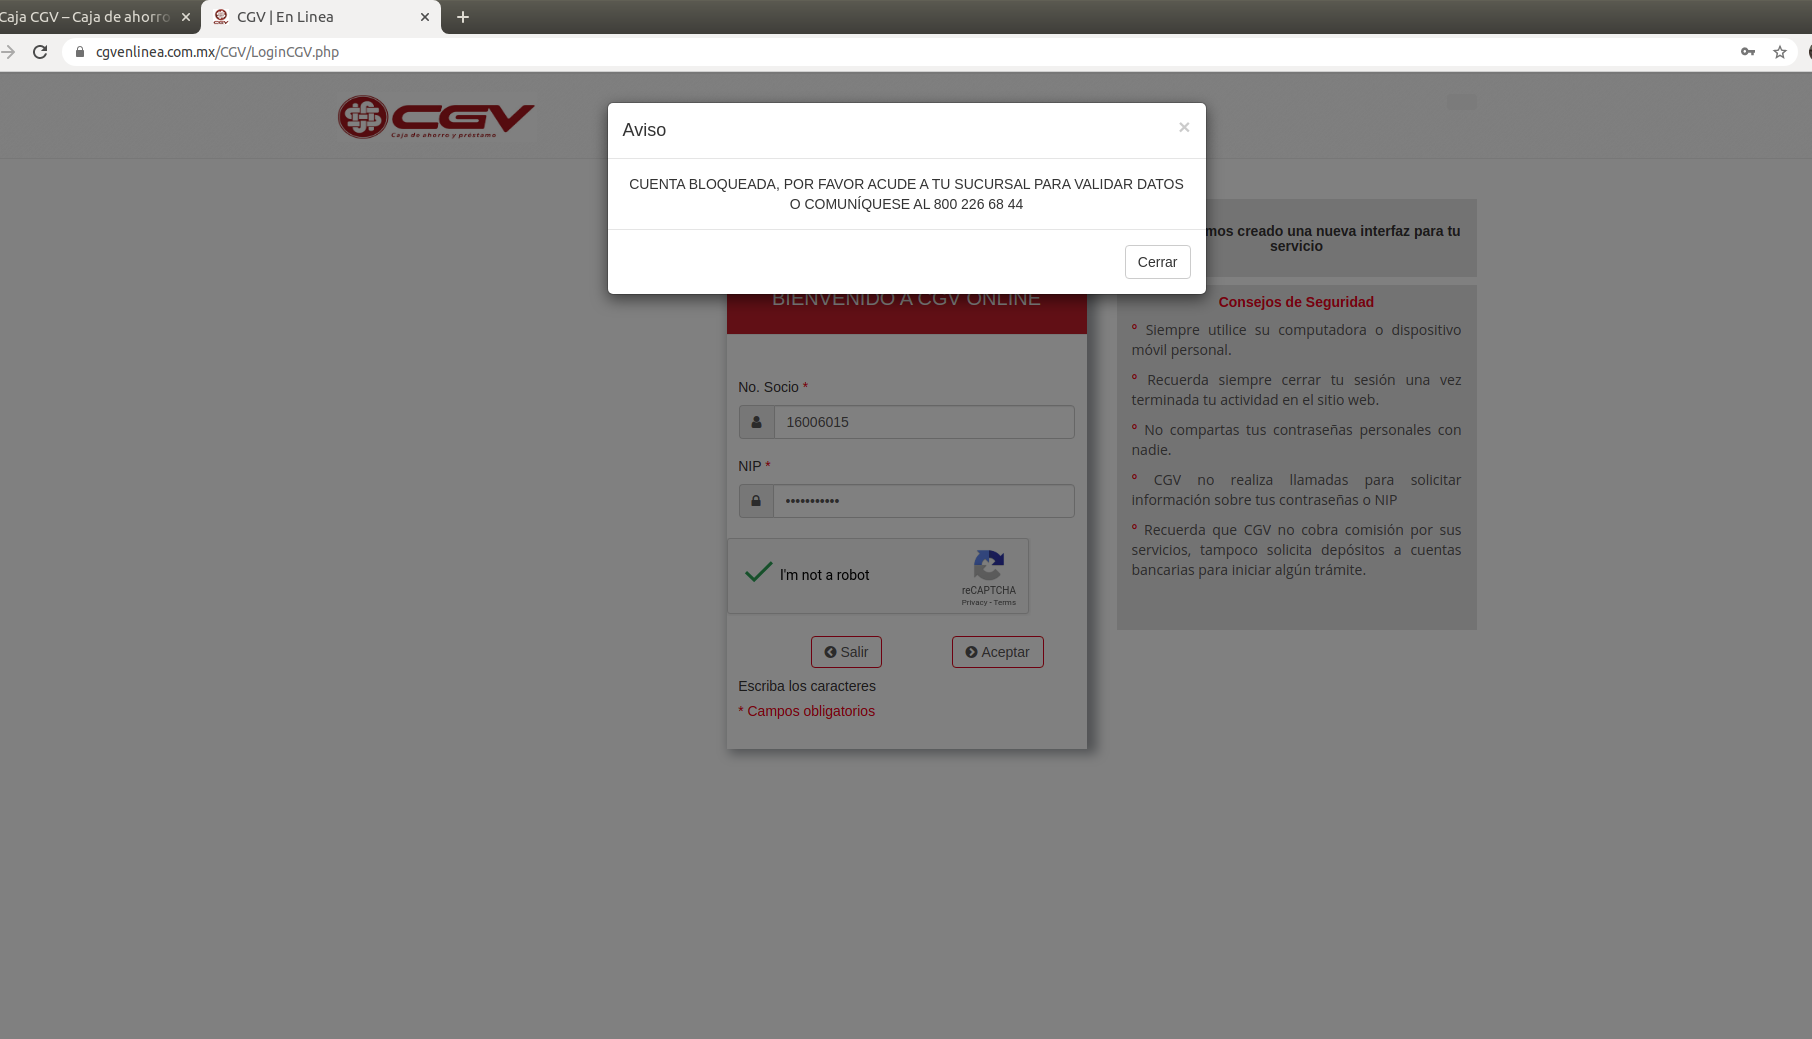 Caja CGV – Caja de ahorro
CGV | En Linea
cgvenlinea.com.mx/CGV/LoginCGV.php
CGV
Caja de ahorro y préstamo
Aviso
CUENTA BLOQUEADA, POR FAVOR ACUDE A TU SUCURSAL PARA VALIDAR DATOS
O COMUNÍQUESE AL 800 226 68 44
Cerrar
BIENVENIDO A CGV ONLINE
No. Socio *
16006015
NIP *
•••••••••••
I'm not a robot
reCAPTCHA
Privacy - Terms
Salir
Aceptar
Escriba los caracteres
* Campos obligatorios
mos creado una nueva interfaz para tu
servicio
Consejos de Seguridad
° Siempre utilice su computadora o dispositivo
móvil personal.
° Recuerda siempre cerrar tu sesión una vez
terminada tu actividad en el sitio web.
° No compartas tus contraseñas personales con
nadie.
° CGV no realiza llamadas para solicitar
información sobre tus contraseñas o NIP
° Recuerda que CGV no cobra comisión por sus
servicios, tampoco solicita depósitos a cuentas
bancarias para iniciar algún trámite.